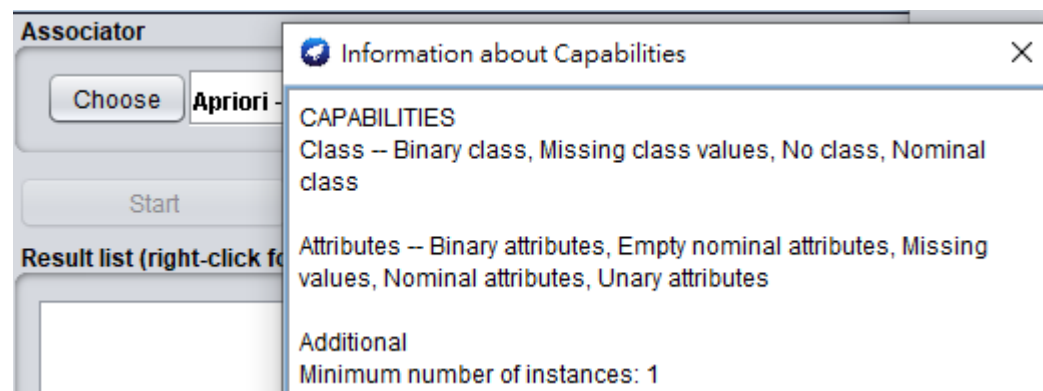 Associator
Information about Capabilities
Choose
Apriori -
CAPABILITIES
Class -- Binary class, Missing class values, No class, Nominal
class
Start
Attributes -- Binary attributes, Empty nominal attributes, Missing
values, Nominal attributes, Unary attributes
Result list (right-click fo
Additional
Minimum number of instances: 1